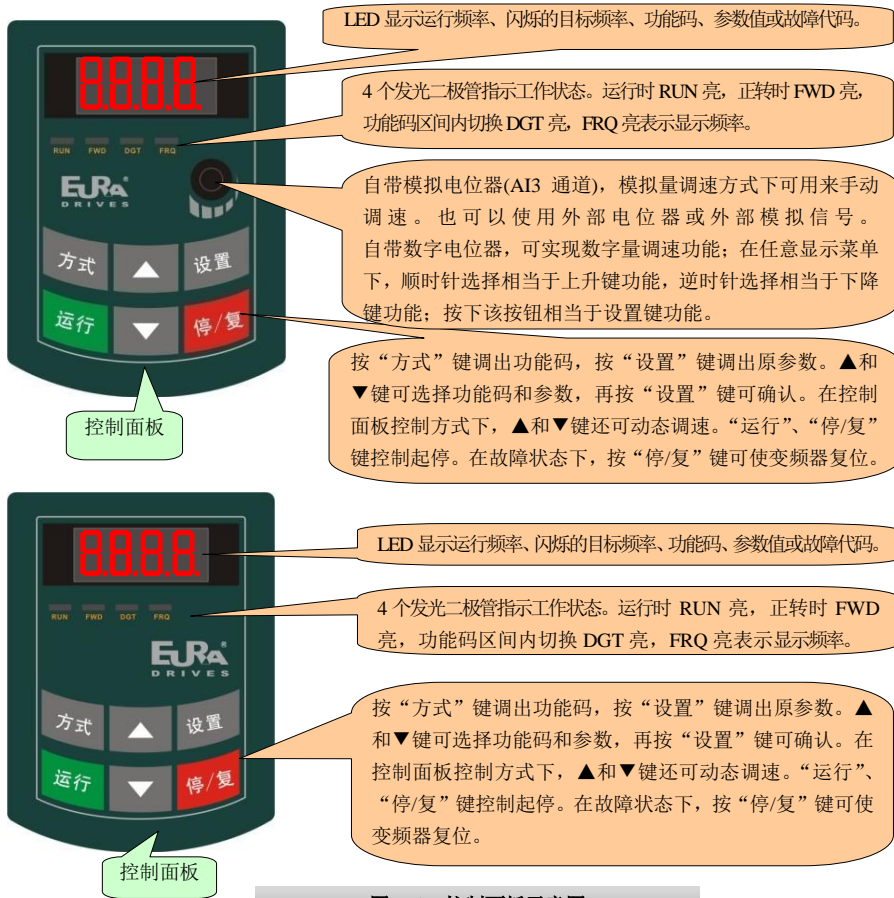 LED 显示运行频率、闪烁的目标频率、功能码、参数值或故障代码。
8.8.8.8.
4 个发光二极管指示工作状态。运行时 RUN 亮，正转时 FWD 亮，
功能码区间内切换 DGT 亮，FRQ 亮表示显示频率。
RUN FWD DGT FRQ
EURA
DRIVES
自带模拟电位器(AI3 通道)，模拟量调速方式下可用来手动
调速。也可以使用外部电位器或外部模拟信号。
自带数字电位器，可实现数字量调速功能；在任意显示菜单
下，顺时针选择相当于上升键功能，逆时针选择相当于下降
键功能；按下该按钮相当于设置键功能。
方式 ▲ 设置
运行 ▼ 停/复
按“方式”键调出功能码，按“设置”键调出原参数。▲和
▼键可选择功能码和参数，再按“设置”键可确认。在控制
面板控制方式下，▲和▼键还可动态调速。“运行”、“停/复”
键控制起停。在故障状态下，按“停/复”键可使变频器复位。
控制面板
8.8.8.8.
LED 显示运行频率、闪烁的目标频率、功能码、参数值或故障代码。
4 个发光二极管指示工作状态。运行时 RUN 亮，正转时 FWD
亮，功能码区间内切换 DGT 亮，FRQ 亮表示显示频率。
RUN FWD DGT FRQ
EURA
DRIVES
方式 ▲ 设置
运行 ▼ 停/复
按“方式”键调出功能码，按“设置”键调出原参数。▲
和▼键可选择功能码和参数，再按“设置”键可确认。在
控制面板控制方式下，▲和▼键还可动态调速。“运行”、
“停/复”键控制起停。在故障状态下，按“停/复”键可使
变频器复位。
控制面板